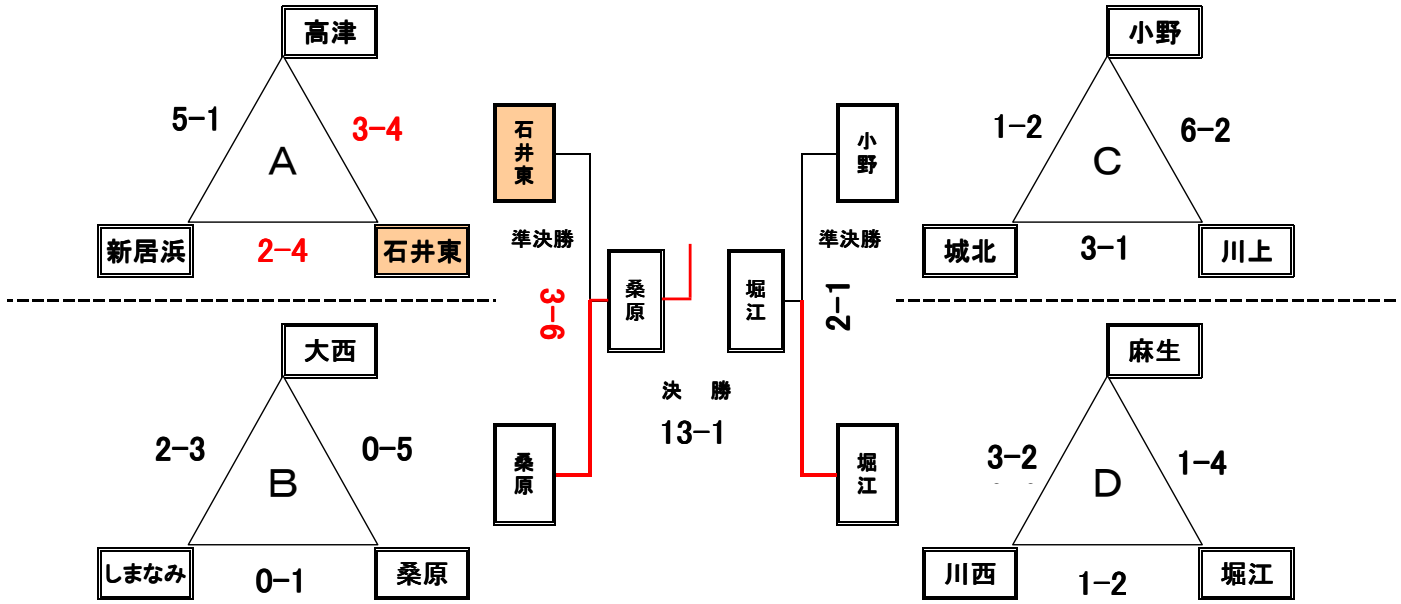 高津
5-1
3-4
A
新居浜
2-4
石井東
大西
2-3
0-5
B
しまなみ
0-1
桑原
石井東
準決勝
3-6
桑原
桑原
決 勝
13-1
堀江
小野
準決勝
2-1
堀江
小野
1-2
6-2
C
城北
3-1
川上
麻生
3-2
1-4
D
川西
1-2
堀江